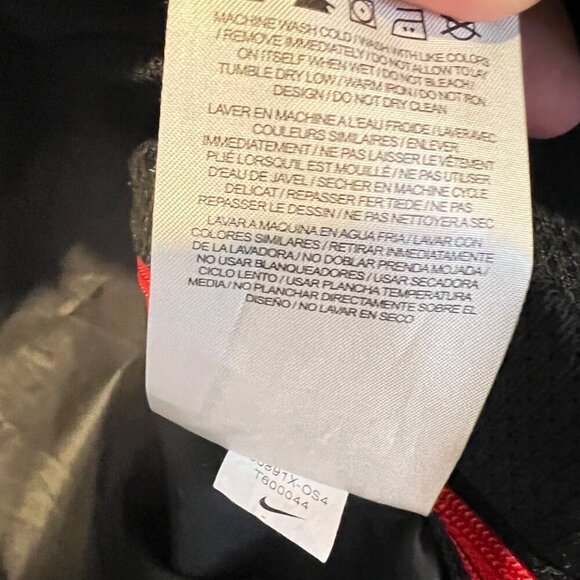 MACHINE WASH COLD / WASH WITH LIKE COLORS
/ REMOVE IMMEDIATELY / DO NOT ALLOW TO LAY
ON ITSELF WHEN WET / DO NOT BLEACH /
TUMBLE DRY LOW / WARM IRON / DO NOT IRON
DESIGN / DO NOT DRY CLEAN
LAVER EN MACHINE A L'EAU FROIDE / LAVER AVEC
COULEURS SIMILAIRES / ENLEVER
IMMEDIATEMENT / NE PAS LAISSER LE VÊTEMENT
PLIÉ LORSQU'IL EST MOUILLÉ / NE PAS UTILISER
D'EAU DE JAVEL / SECHER EN MACHINE CYCLE
DELICAT / REPASSER FER TIEDE / NE PAS
REPASSER LE DESSIN / NE PAS NETTOYER A SEC
LAVAR A MAQUINA EN AGUA FRIA / LAVAR CON
COLORES SIMILARES / RETIRAR INMEDIATAMENTE
DE LA LAVADORA / NO DOBLAR PRENDA MOJADA /
NO USAR BLANQUEADORES / USAR SECADORA
CICLO LENTO / USAR PLANCHA TEMPERATURA
MEDIA / NO PLANCHAR DIRECTAMENTE SOBRE EL
DISEÑO / NO LAVAR EN SECO
891X-OS4
T600044